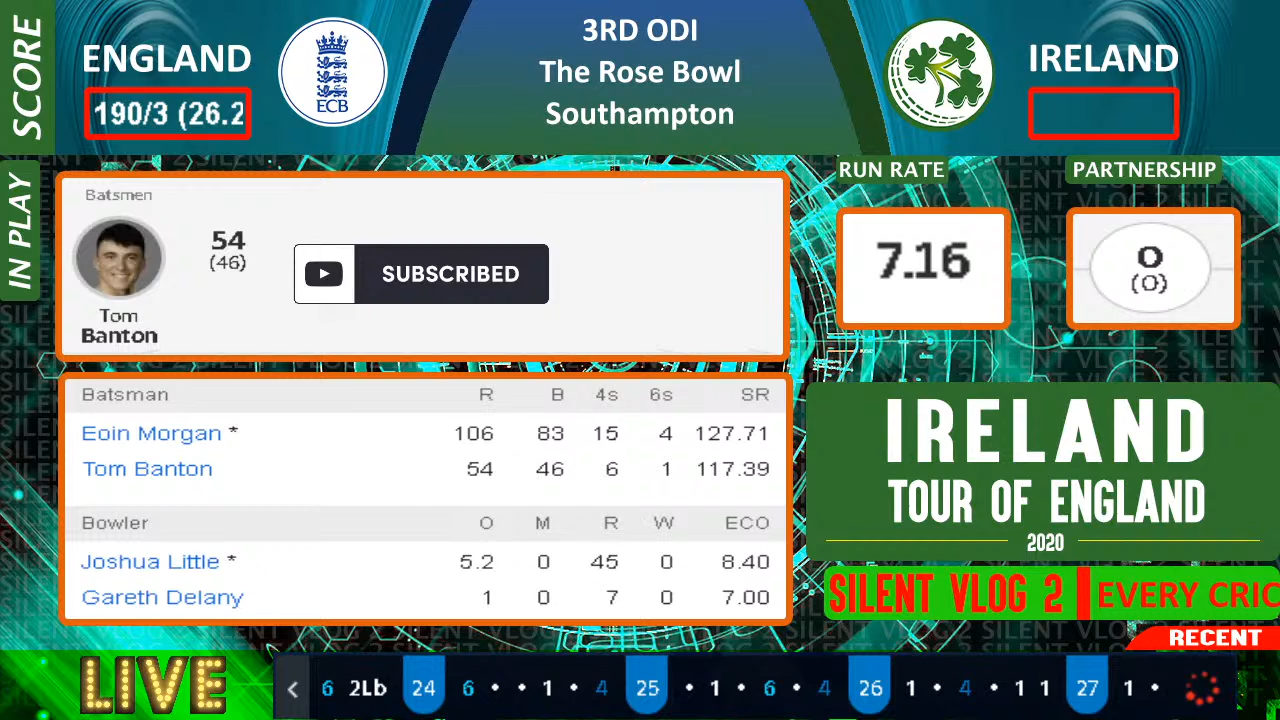 SCORE
ENGLAND
190/3 (26.2
ECB
3RD ODI
The Rose Bowl
Southampton
IRELAND
IN PLAY
Batsmen
54
(46)
SUBSCRIBED
Tom
Banton
RUN RATE
7.16
PARTNERSHIP
0
(0)
Batsman R B 4s 6s SR
Eoin Morgan * 106 83 15 4 127.71
Tom Banton 54 46 6 1 117.39
Bowler O M R W ECO
Joshua Little * 5.2 0 45 0 8.40
Gareth Delany 1 0 7 0 7.00
IRELAND
TOUR OF ENGLAND
2020
SILENT VLOG 2 EVERY CRIC
RECENT
LIVE
< 6 2Lb 24 6 • • 1 • 4 25 • 1 • 6 • 4 26 1 • 4 • 1 1 27 1 •